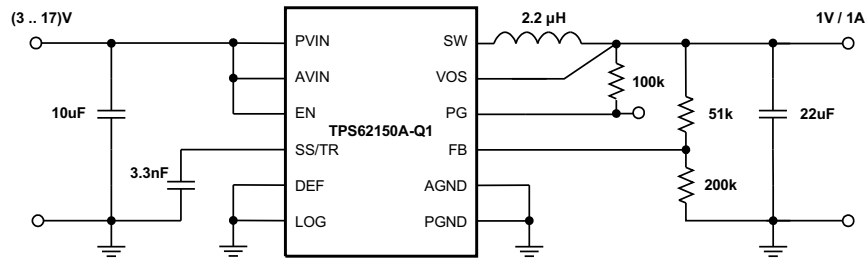 (3 .. 17)V
2.2 µH
1V / 1A
PVIN
SW
AVIN
VOS
100k
10uF
EN
PG
51k
22uF
TPS62150A-Q1
SS/TR
FB
3.3nF
DEF
AGND
200k
LOG
PGND